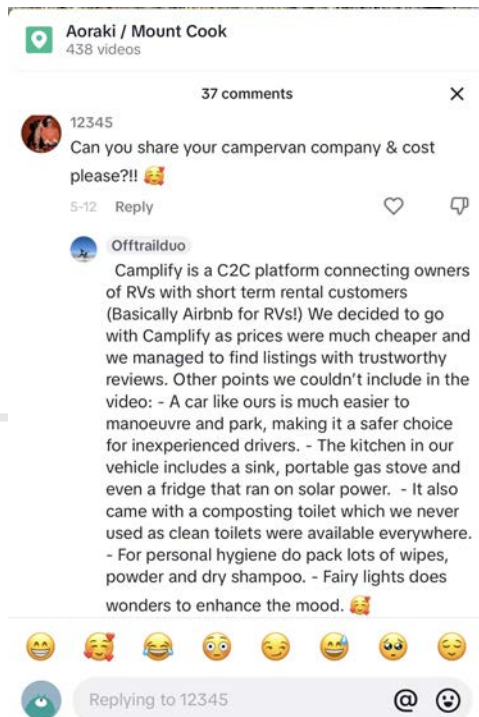 Aoraki / Mount Cook
438 videos
37 comments
12345
Can you share your campervan company & cost
please?!! 🥰
5-12 Reply
Offtrailduo
Camplify is a C2C platform connecting owners
of RVs with short term rental customers
(Basically Airbnb for RVs!) We decided to go
with Camplify as prices were much cheaper and
we managed to find listings with trustworthy
reviews. Other points we couldn't include in the
video: - A car like ours is much easier to
manoeuvre and park, making it a safer choice
for inexperienced drivers. - The kitchen in our
vehicle includes a sink, portable gas stove and
even a fridge that ran on solar power. - It also
came with a composting toilet which we never
used as clean toilets were available everywhere.
- For personal hygiene do pack lots of wipes,
powder and dry shampoo. - Fairy lights does
wonders to enhance the mood. 🥰
Replying to 12345 @